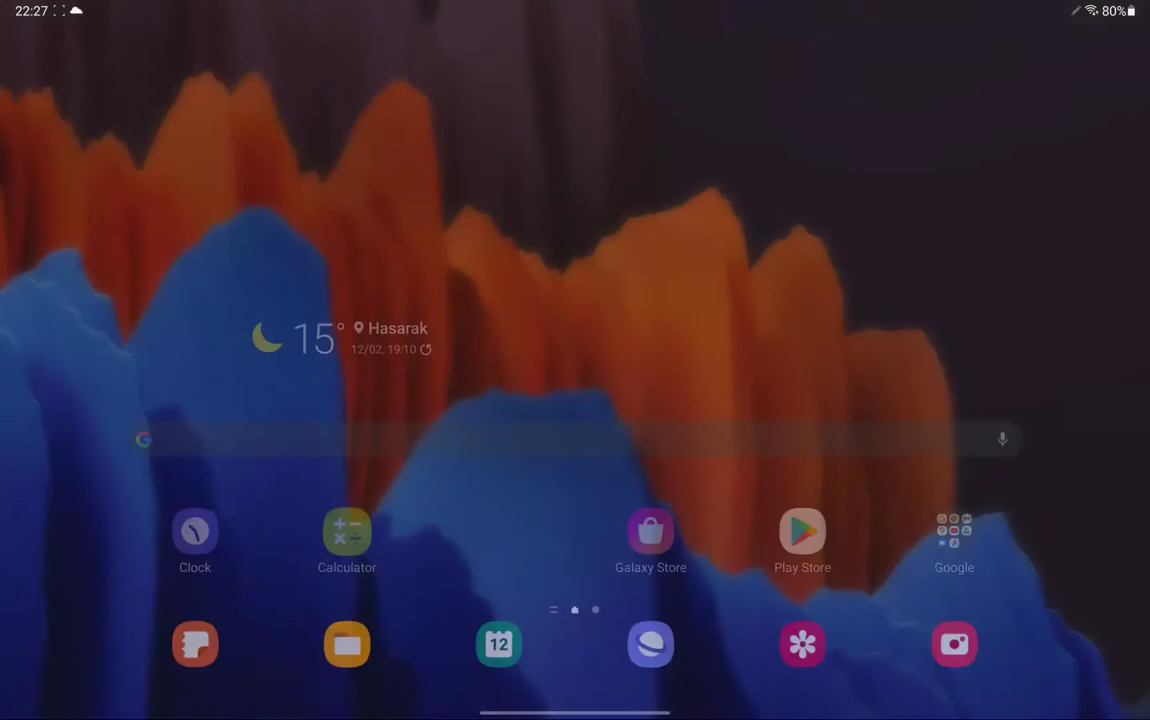 22:27
80%
15°
Hasarak
12/02, 19:10
Clock
Calculator
Galaxy Store
Play Store
Google
12